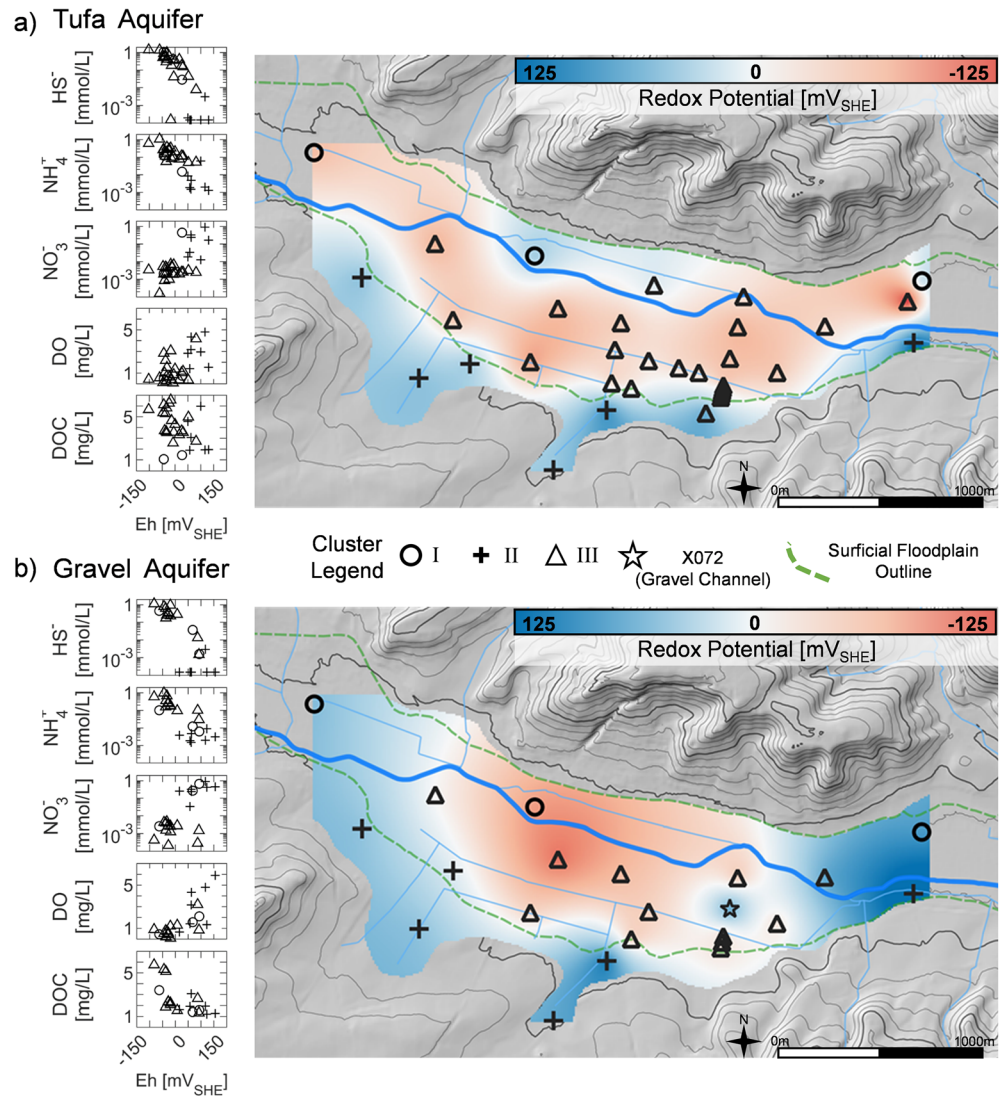 a) Tufa Aquifer
1
10⁻³
HS⁻
[mmol/L]
1
10⁻³
NH₄⁺
[mmol/L]
1
10⁻³
NO₃⁻
[mmol/L]
5
1
DO
[mg/L]
5
1
DOC
[mg/L]
-150 0 150
Eh [mV_SHE]
125 0 -125
Redox Potential [mV_SHE]
N
0m 1000m
Cluster Legend
I II III X072
(Gravel Channel)
Surficial Floodplain
Outline
b) Gravel Aquifer
1
10⁻³
HS⁻
[mmol/L]
1
10⁻³
NH₄⁺
[mmol/L]
1
10⁻³
NO₃⁻
[mmol/L]
5
1
DO
[mg/L]
5
1
DOC
[mg/L]
-150 0 150
Eh [mV_SHE]
125 0 -125
Redox Potential [mV_SHE]
N
0m 1000m